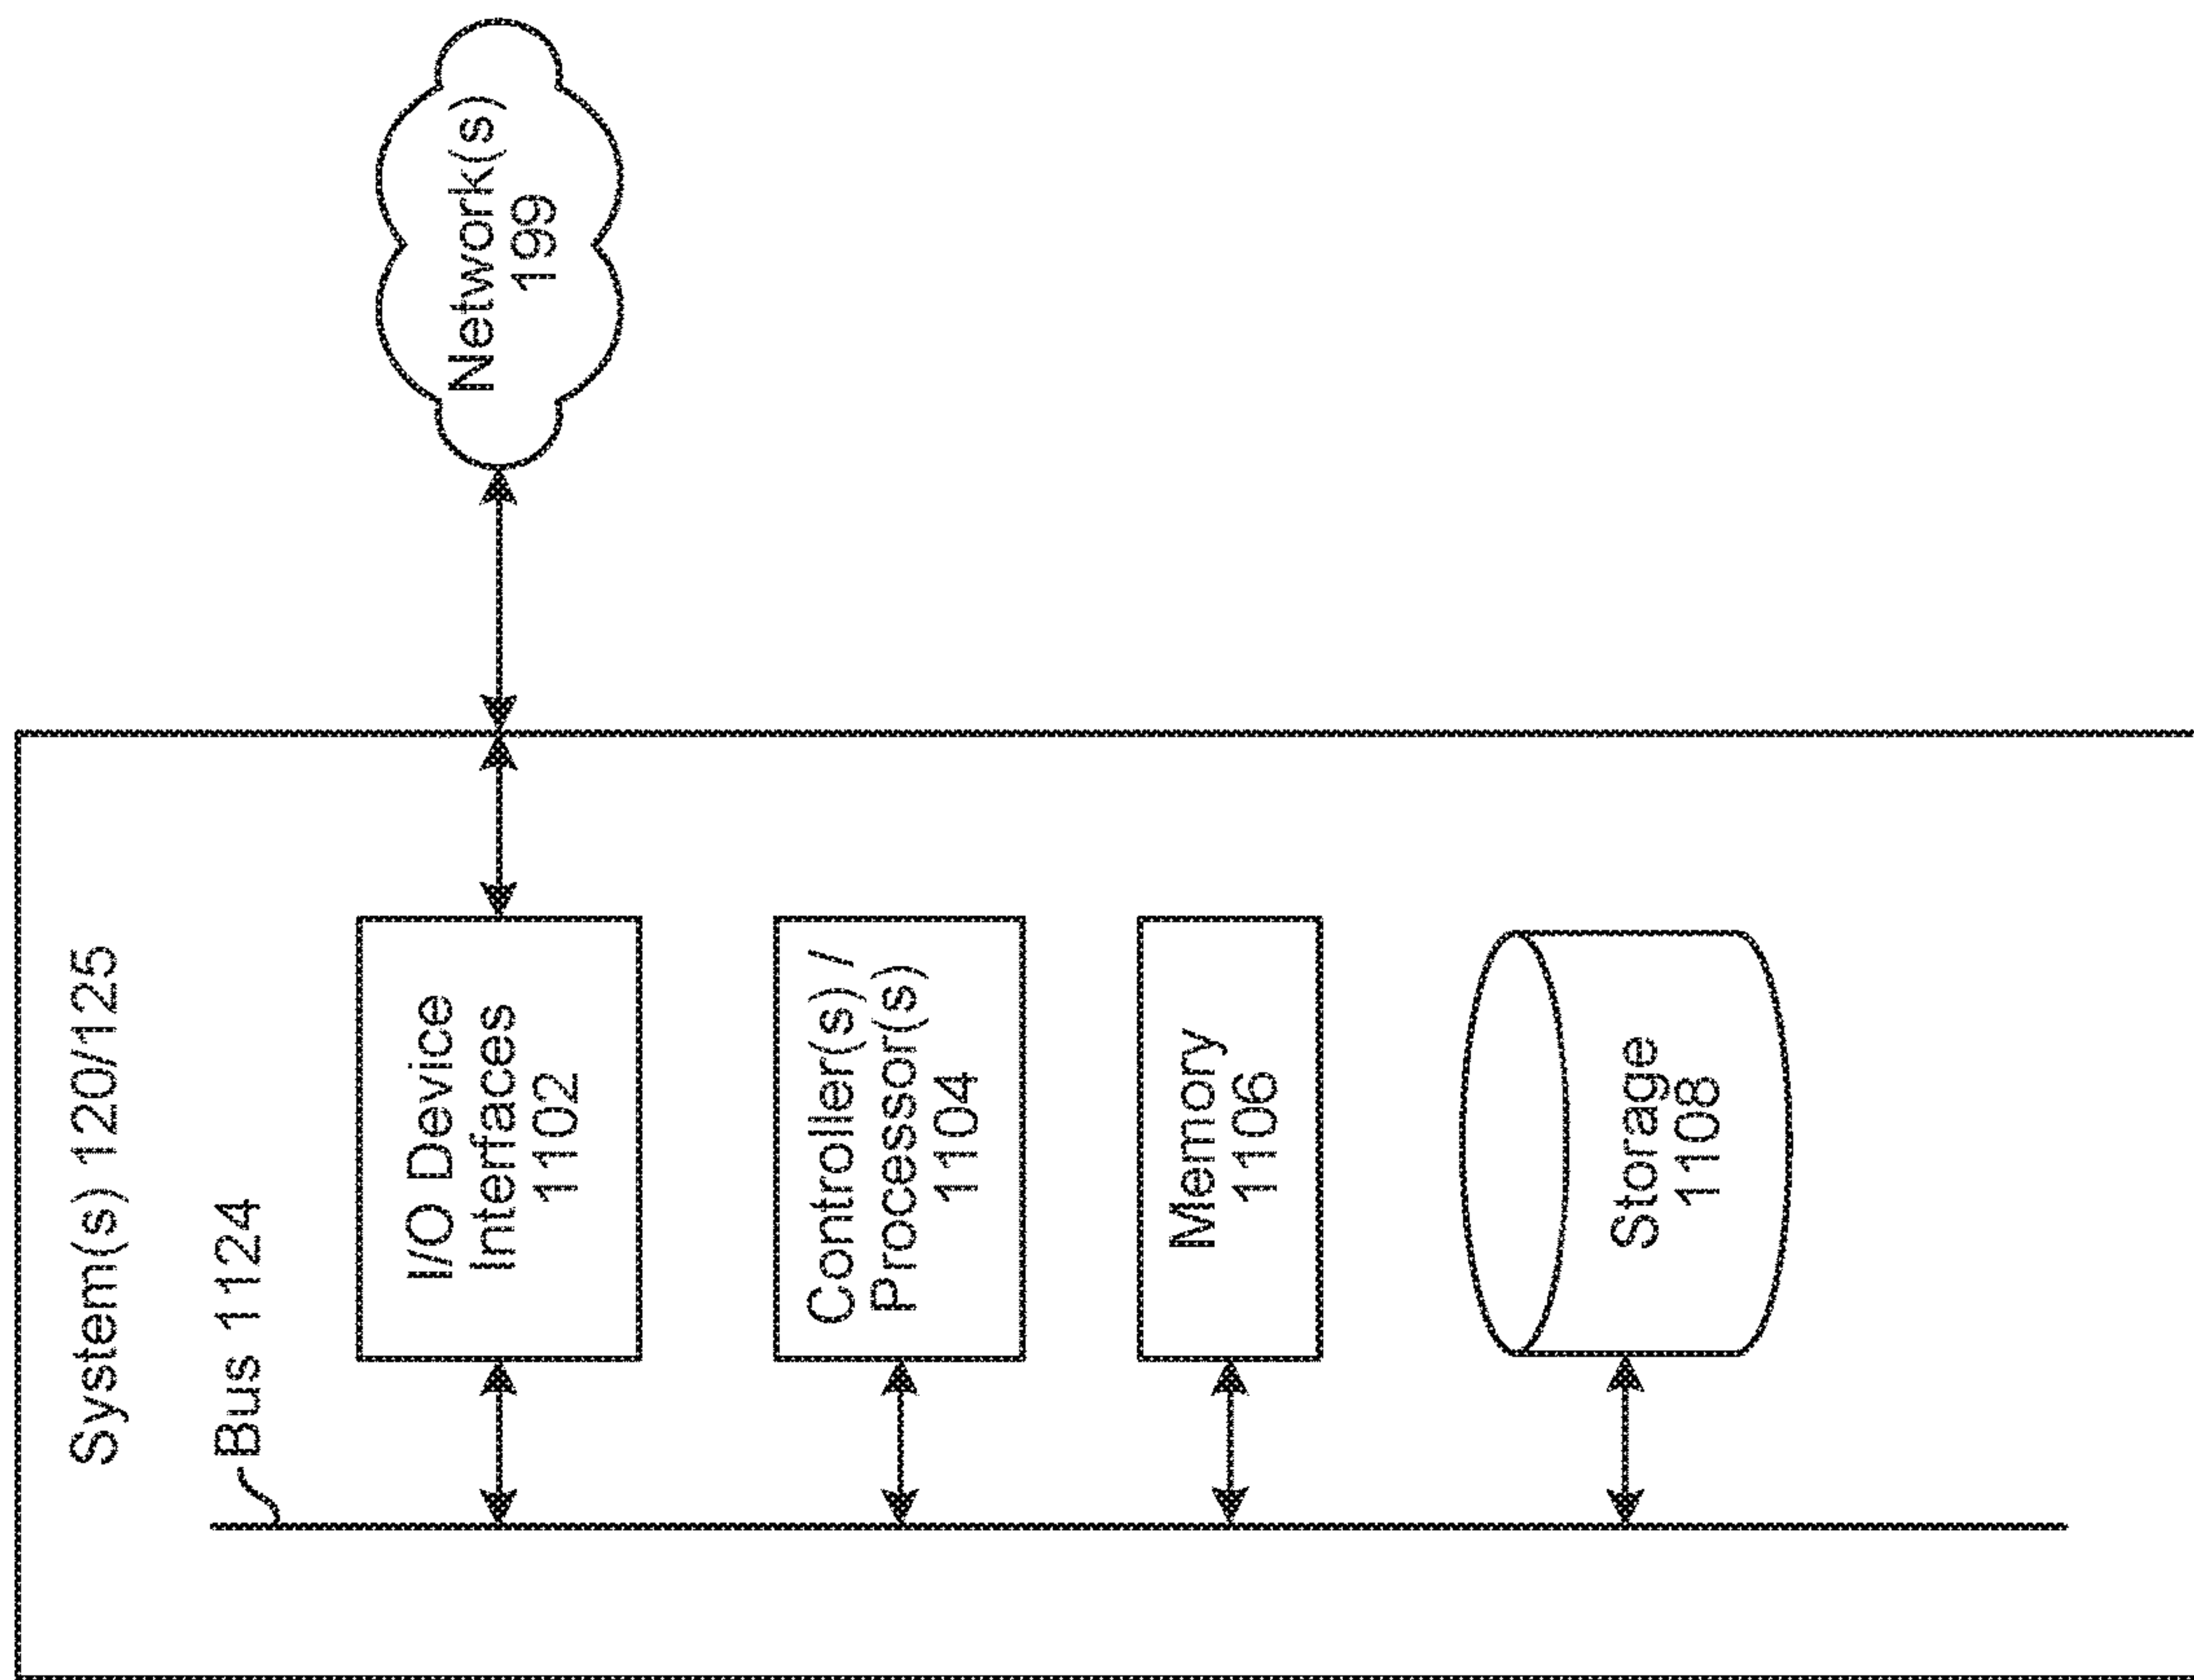 System(s) 120/125
Bus 1124
I/O Device
Interfaces
1102
Network(s)
199
Controller(s) /
Processor(s)
1104
Memory
1106
Storage
1108